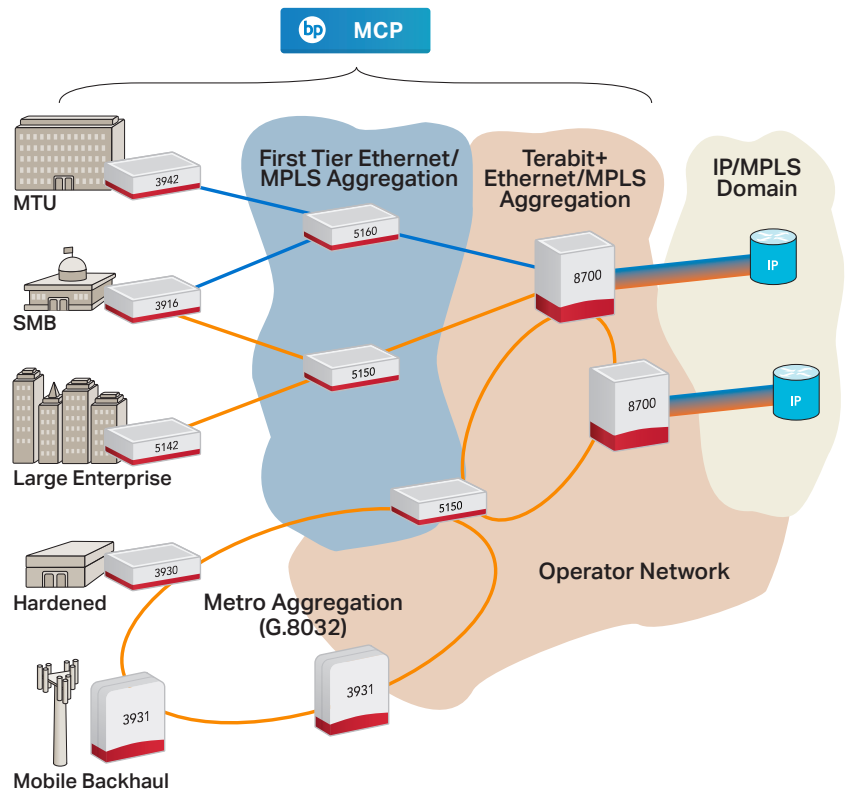 bp MCP
First Tier Ethernet/
MPLS Aggregation
Terabit+
Ethernet/MPLS
Aggregation
IP/MPLS
Domain
3942
MTU
5160
8700
IP
3916
SMB
5150
8700
IP
5142
Large Enterprise
5150
3930
Hardened
Metro Aggregation
(G.8032)
Operator Network
3931
3931
Mobile Backhaul